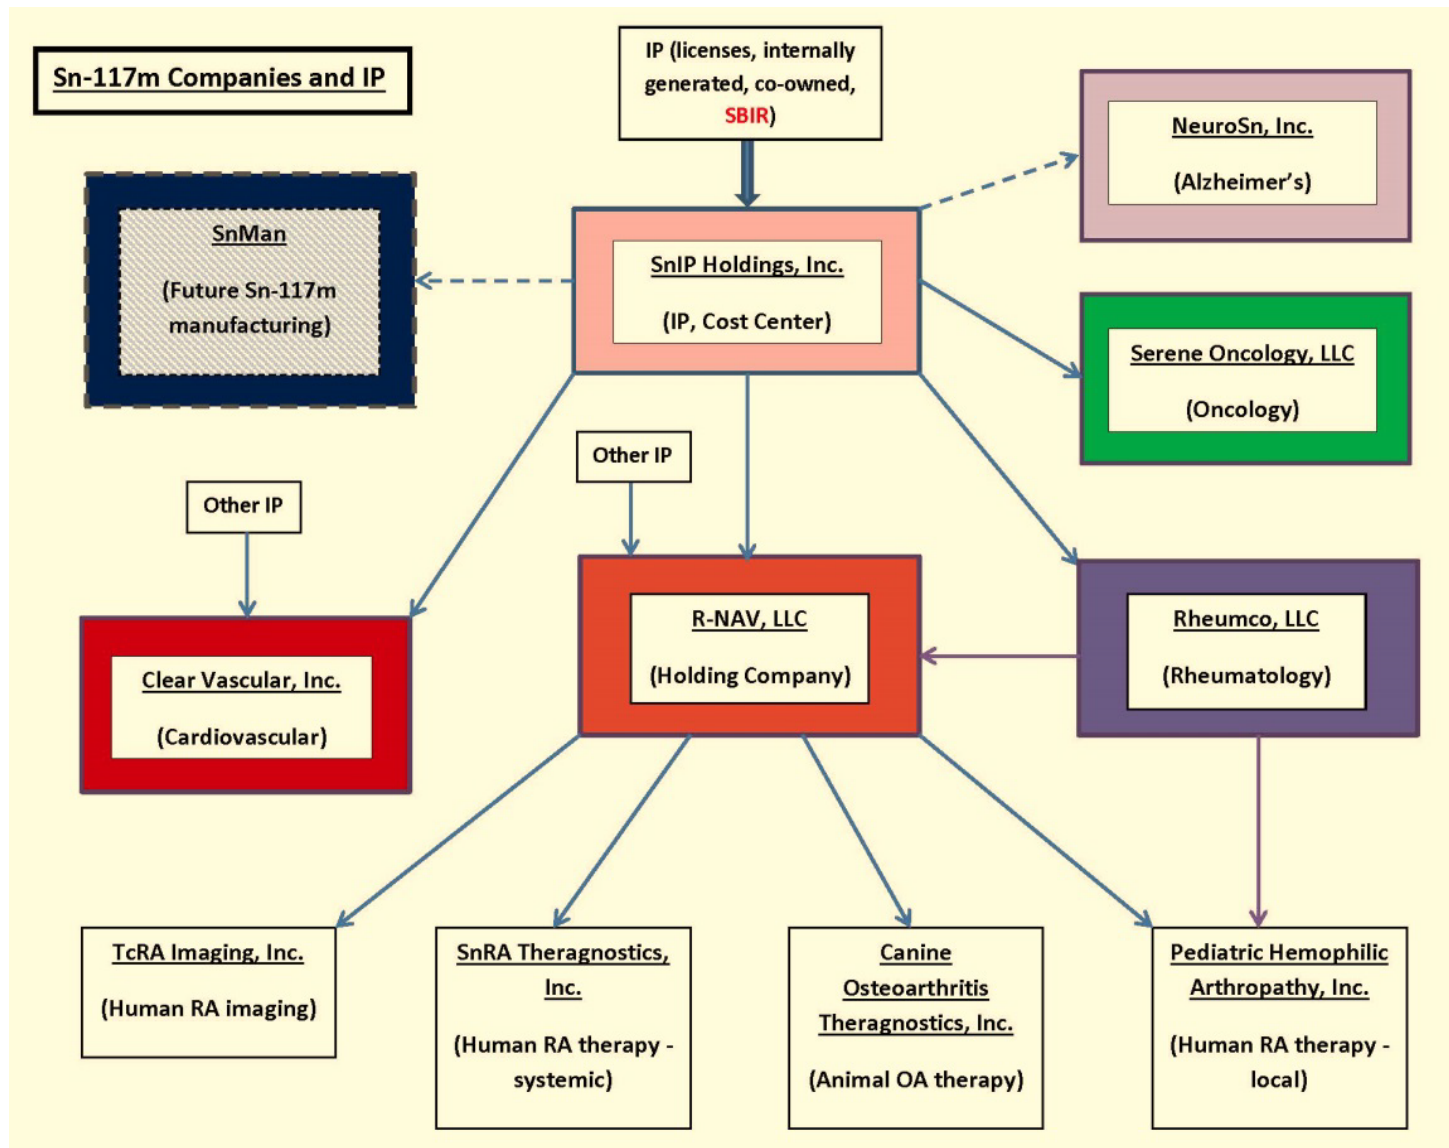 Sn-117m Companies and IP
IP (licenses, internally
generated, co-owned,
SBIR)
NeuroSn, Inc.
(Alzheimer’s)
SnMan
(Future Sn-117m
manufacturing)
SnIP Holdings, Inc.
(IP, Cost Center)
Serene Oncology, LLC
(Oncology)
Other IP
Other IP
Clear Vascular, Inc.
(Cardiovascular)
R-NAV, LLC
(Holding Company)
Rheumco, LLC
(Rheumatology)
TcRA Imaging, Inc.
(Human RA imaging)
SnRA Theragnostics,
Inc.
(Human RA therapy -
systemic)
Canine
Osteoarthritis
Theragnostics, Inc.
(Animal OA therapy)
Pediatric Hemophilic
Arthropathy, Inc.
(Human RA therapy -
local)